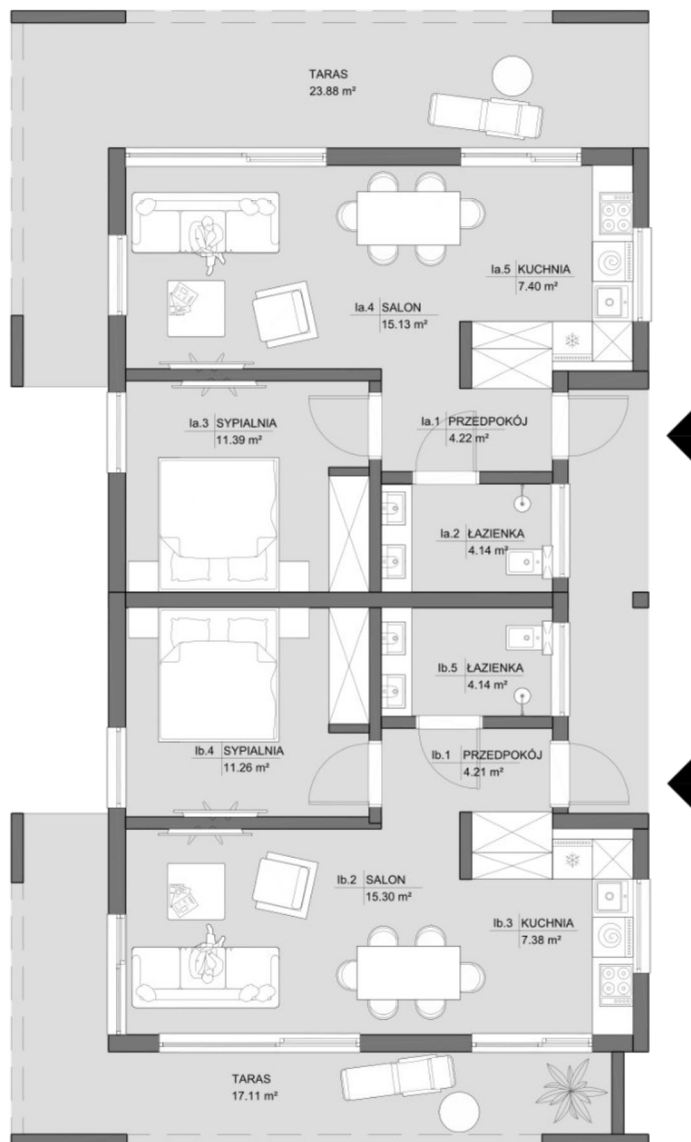 TARAS
23.88 m²
Ia.5 KUCHNIA
7.40 m²
Ia.4 SALON
15.13 m²
Ia.3 SYPIALNIA
11.39 m²
Ia.1 PRZEDPOKÓJ
4.22 m²
Ia.2 ŁAZIENKA
4.14 m²
Ib.5 ŁAZIENKA
4.14 m²
Ib.4 SYPIALNIA
11.26 m²
Ib.1 PRZEDPOKÓJ
4.21 m²
Ib.2 SALON
15.30 m²
Ib.3 KUCHNIA
7.38 m²
TARAS
17.11 m²